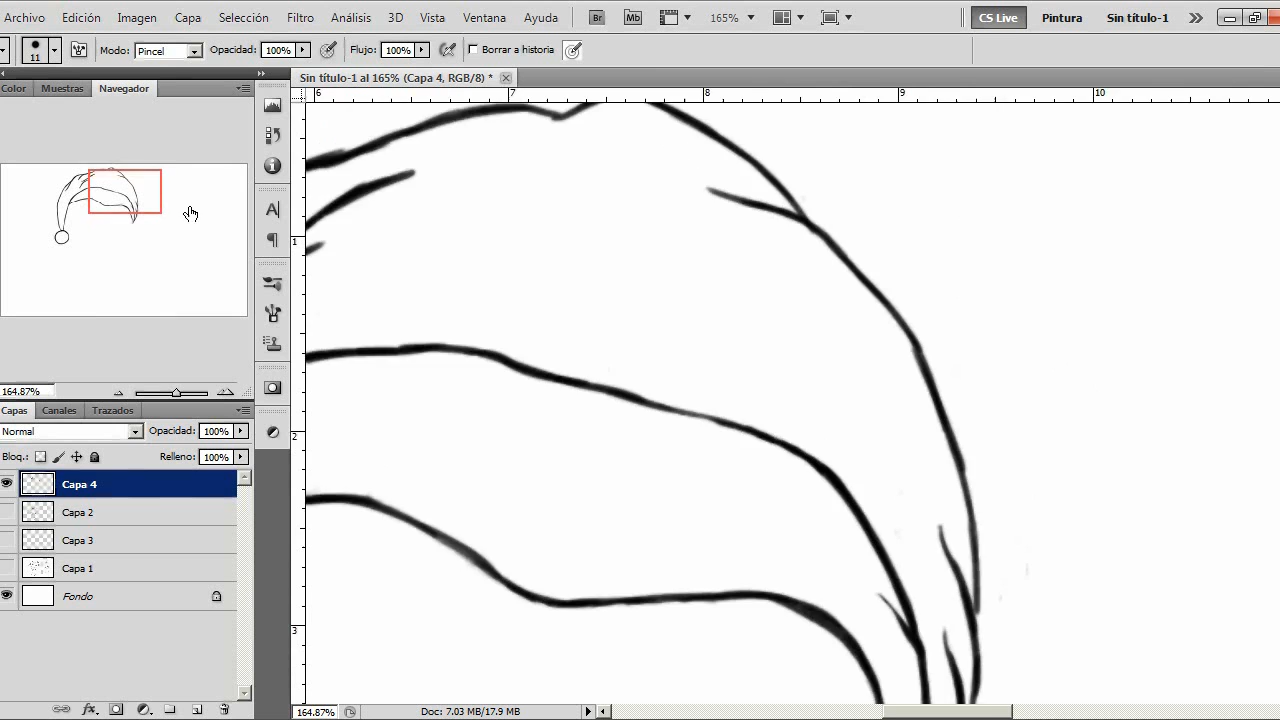 Archivo Edición Imagen Capa Selección Filtro Análisis 3D Vista Ventana Ayuda Br Mb 165% CS Live Pintura Sin título-1
11 Modo: Pincel Opacidad: 100% Flujo: 100% Borrar a historia
Color Muestras Navegador
Sin título-1 al 165% (Capa 4, RGB/8) *
6 7 8 9 10
1
2
3
164.87%
Capas Canales Trazados
Normal Opacidad: 100%
Bloq.: Relleno: 100%
Capa 4
Capa 2
Capa 3
Capa 1
Fondo
164.87% Doc: 7.03 MB/17.9 MB